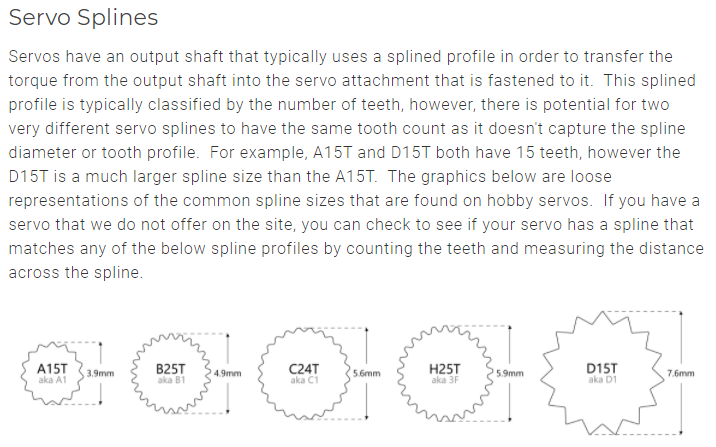 Servo Splines
Servos have an output shaft that typically uses a splined profile in order to transfer the
torque from the output shaft into the servo attachment that is fastened to it.  This splined
profile is typically classified by the number of teeth, however, there is potential for two
very different servo splines to have the same tooth count as it doesn't capture the spline
diameter or tooth profile.  For example, A15T and D15T both have 15 teeth, however the
D15T is a much larger spline size than the A15T.  The graphics below are loose
representations of the common spline sizes that are found on hobby servos.  If you have a
servo that we do not offer on the site, you can check to see if your servo has a spline that
matches any of the below spline profiles by counting the teeth and measuring the distance
across the spline.
A15T
aka A1
3.9mm
B25T
aka B1
4.9mm
C24T
aka C1
5.6mm
H25T
aka 3F
5.9mm
D15T
aka D1
7.6mm